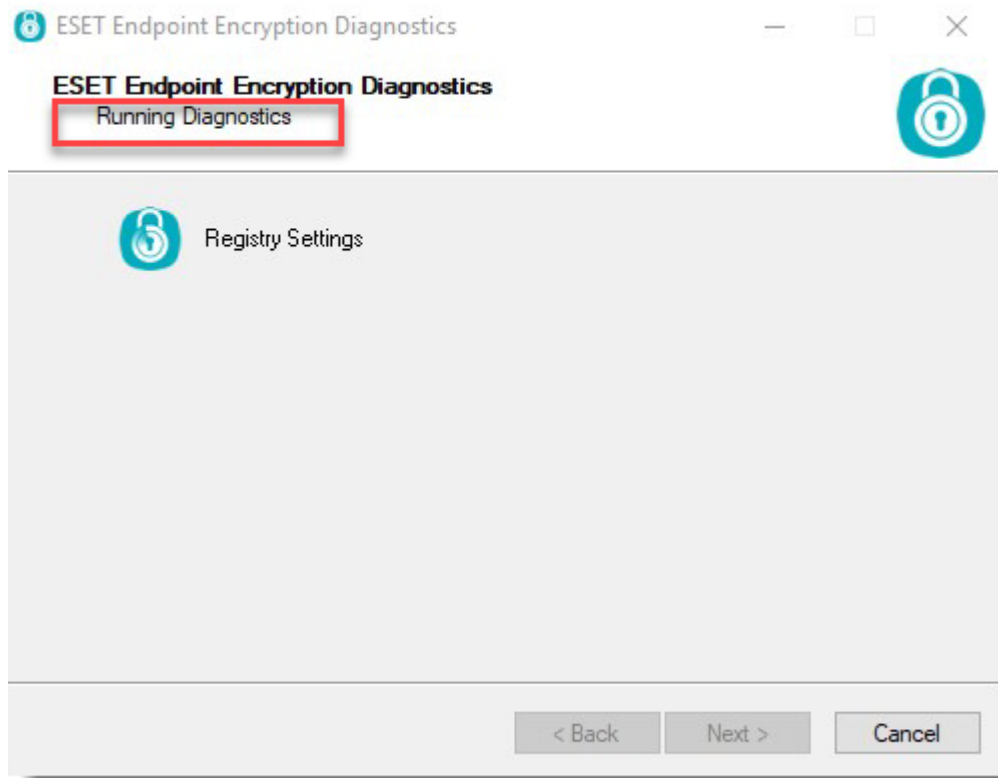 ESET Endpoint Encryption Diagnostics
ESET Endpoint Encryption Diagnostics
Running Diagnostics
Registry Settings
< Back Next > Cancel